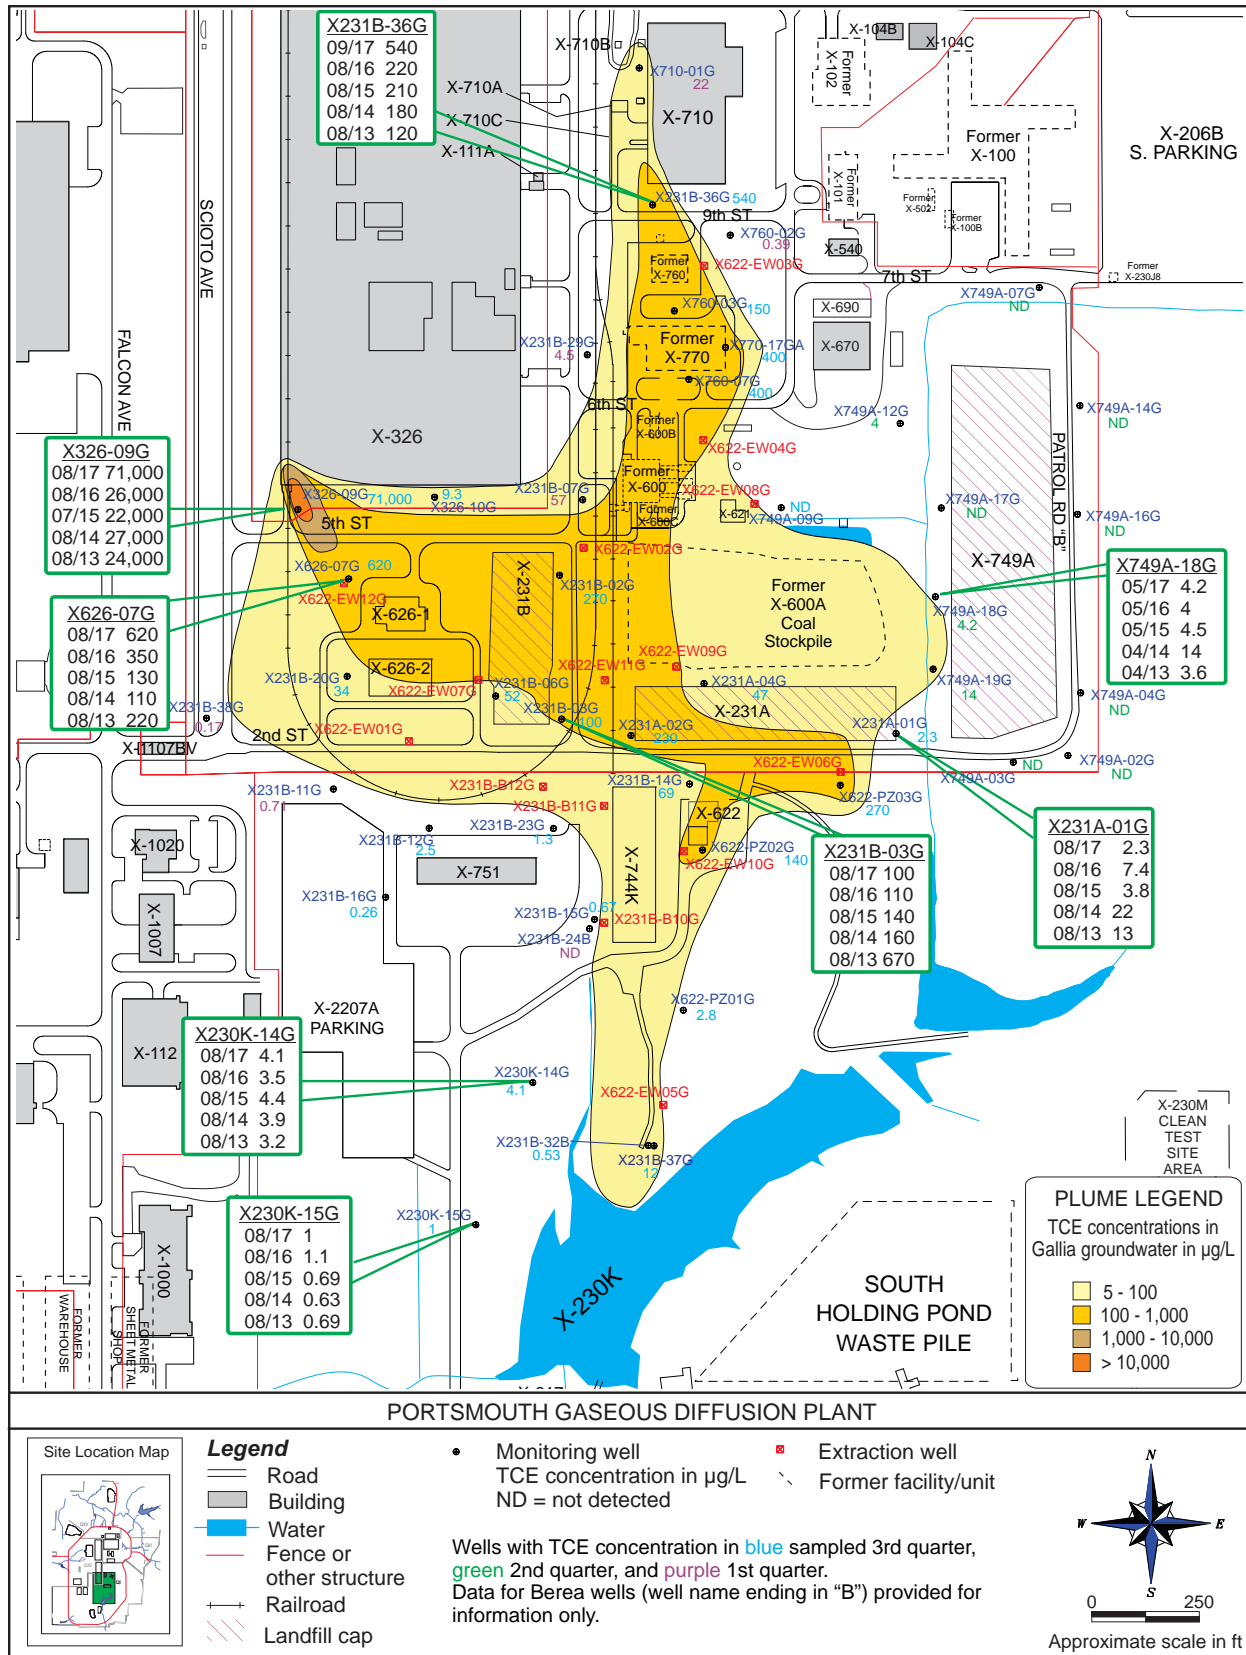 X231B-36G
09/17 540
08/16 220
08/15 210
08/14 180
08/13 120
X-710B
X-710A
X-710C
X-111A
X710-01G
22
X-710
X-104B
X-104C
Former
X-102
Former
X-100
X-206B
S. PARKING
Former
X-101
Former
X-502
Former
X-100B
X231B-36G 540
9th ST
X760-02G
0.39
X-540
7th ST
Former
X-230J8
SCIOTO AVE
FALCON AVE
Former
X-760
X622-EW03G
X760-03G 150
X749A-07G
ND
X-690
X-670
X231B-29G
4.5
Former
X-770
X770-17GA
400
X760-07G
400
6th ST
X749A-12G
4
X749A-14G
ND
PATROL RD "B"
X-326
Former
X-600B
X622-EW04G
X326-09G
08/17 71,000
08/16 26,000
07/15 22,000
08/14 27,000
08/13 24,000
X326-09G
71,000
9.3
X326-10G
X231B-07G
57
Former
X-600
Former
X-600C
X622-EW08G
X-621
ND
X749A-09G
X749A-17G
ND
X749A-16G
ND
5th ST
X-749A
X622-EW02G
X626-07G 620
X622-EW12G
X-231B
X231B-02G
270
Former
X-600A
Coal
Stockpile
X749A-18G
05/17 4.2
05/16 4
05/15 4.5
04/14 14
04/13 3.6
X749A-18G
4.2
X626-07G
08/17 620
08/16 350
08/15 130
08/14 110
08/13 220
X-626-1
X-626-2
X231B-20G
34
X622-EW07G
X622-EW11G
X622-EW09G
X231B-06G
52
X231B-03G
100
X231A-04G
47
X749A-19G
14
X749A-04G
ND
X231B-38G
0.17
2nd ST
X622-EW01G
X231A-02G
230
X-231A
X231A-01G
2.3
X-1107BV
X622-EW06G
X749A-03G
ND
X749A-02G
ND
X231B-11G
0.71
X231B-B12G
X231B-14G
69
X231B-B11G
X622-PZ03G
270
X-622
X231B-12G
2.5
X231B-23G
1.3
X622-PZ02G
140
X622-EW10G
X231B-03G
08/17 100
08/16 110
08/15 140
08/14 160
08/13 670
X231A-01G
08/17 2.3
08/16 7.4
08/15 3.8
08/14 22
08/13 13
X-1020
X-751
X-744K
X-1007
X231B-16G
0.26
0.67
X231B-15G
X231B-B10G
X231B-24B
ND
X-2207A
PARKING
X622-PZ01G
2.8
X-112
X230K-14G
08/17 4.1
08/16 3.5
08/15 4.4
08/14 3.9
08/13 3.2
X230K-14G
4.1
X622-EW05G
X231B-32B
0.53
X231B-37G
12
X-230M
CLEAN
TEST
SITE
AREA
X230K-15G
08/17 1
08/16 1.1
08/15 0.69
08/14 0.63
08/13 0.69
X230K-15G
1
X-1000
FORMER
WAREHOUSE
FORMER
SHEET METAL
SHOP
X-230K
SOUTH
HOLDING POND
WASTE PILE
PLUME LEGEND
TCE concentrations in
Gallia groundwater in µg/L
5 - 100
100 - 1,000
1,000 - 10,000
> 10,000
PORTSMOUTH GASEOUS DIFFUSION PLANT
Site Location Map
Legend
Road
Building
Water
Fence or
other structure
Railroad
Landfill cap
Monitoring well
TCE concentration in µg/L
ND = not detected
Extraction well
Former facility/unit
Wells with TCE concentration in blue sampled 3rd quarter,
green 2nd quarter, and purple 1st quarter.
Data for Berea wells (well name ending in “B”) provided for
information only.
N
W
E
S
0 250
Approximate scale in ft